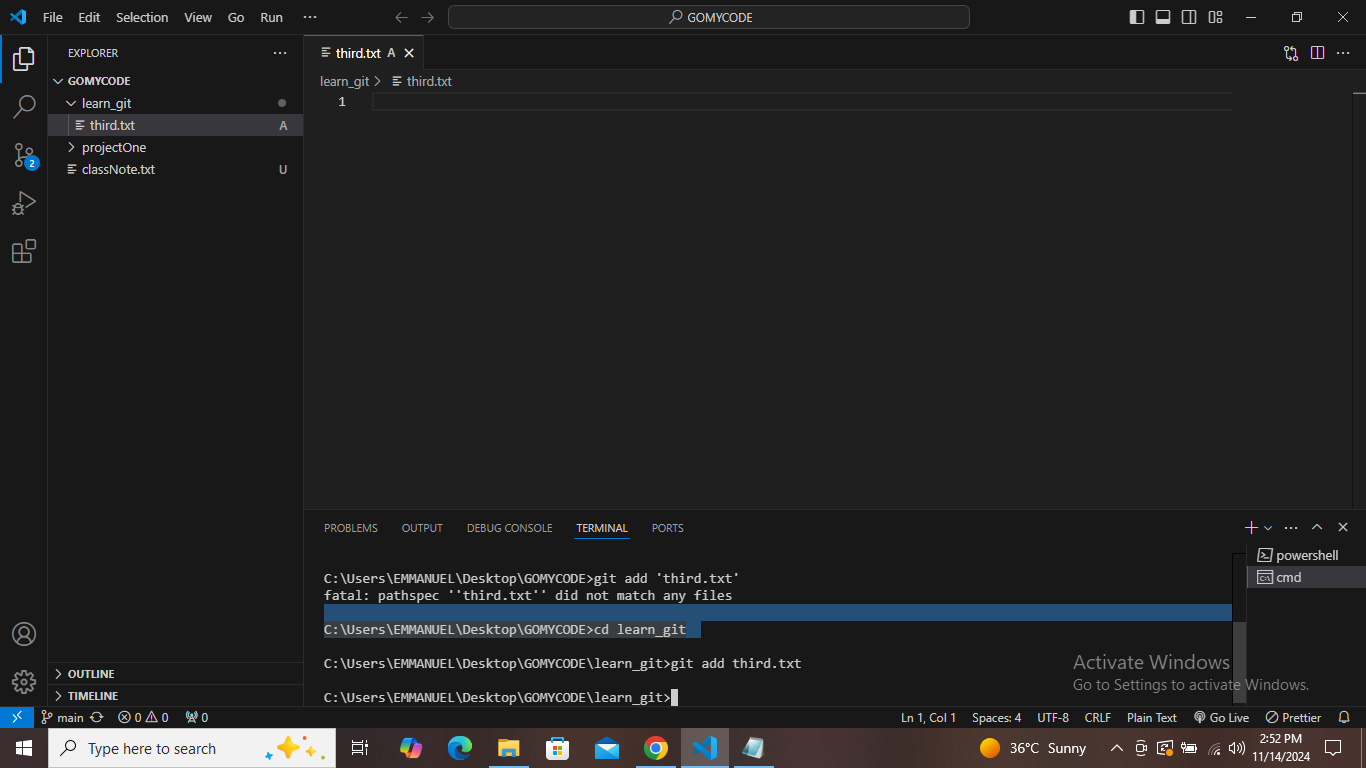 File Edit Selection View Go Run ···
GOMYCODE
EXPLORER ···
GOMYCODE
learn_git
third.txt A
projectOne
classNote.txt U
2
OUTLINE
TIMELINE
third.txt A
learn_git > third.txt
1
PROBLEMS OUTPUT DEBUG CONSOLE TERMINAL PORTS
powershell
cmd
C:\Users\EMMANUEL\Desktop\GOMYCODE>git add 'third.txt'
fatal: pathspec ''third.txt'' did not match any files
C:\Users\EMMANUEL\Desktop\GOMYCODE>cd learn_git
C:\Users\EMMANUEL\Desktop\GOMYCODE\learn_git>git add third.txt
C:\Users\EMMANUEL\Desktop\GOMYCODE\learn_git>
Activate Windows
Go to Settings to activate Windows.
main 0 0 0 Ln 1, Col 1 Spaces: 4 UTF-8 CRLF Plain Text Go Live Prettier
Type here to search
36°C Sunny
2:52 PM
11/14/2024